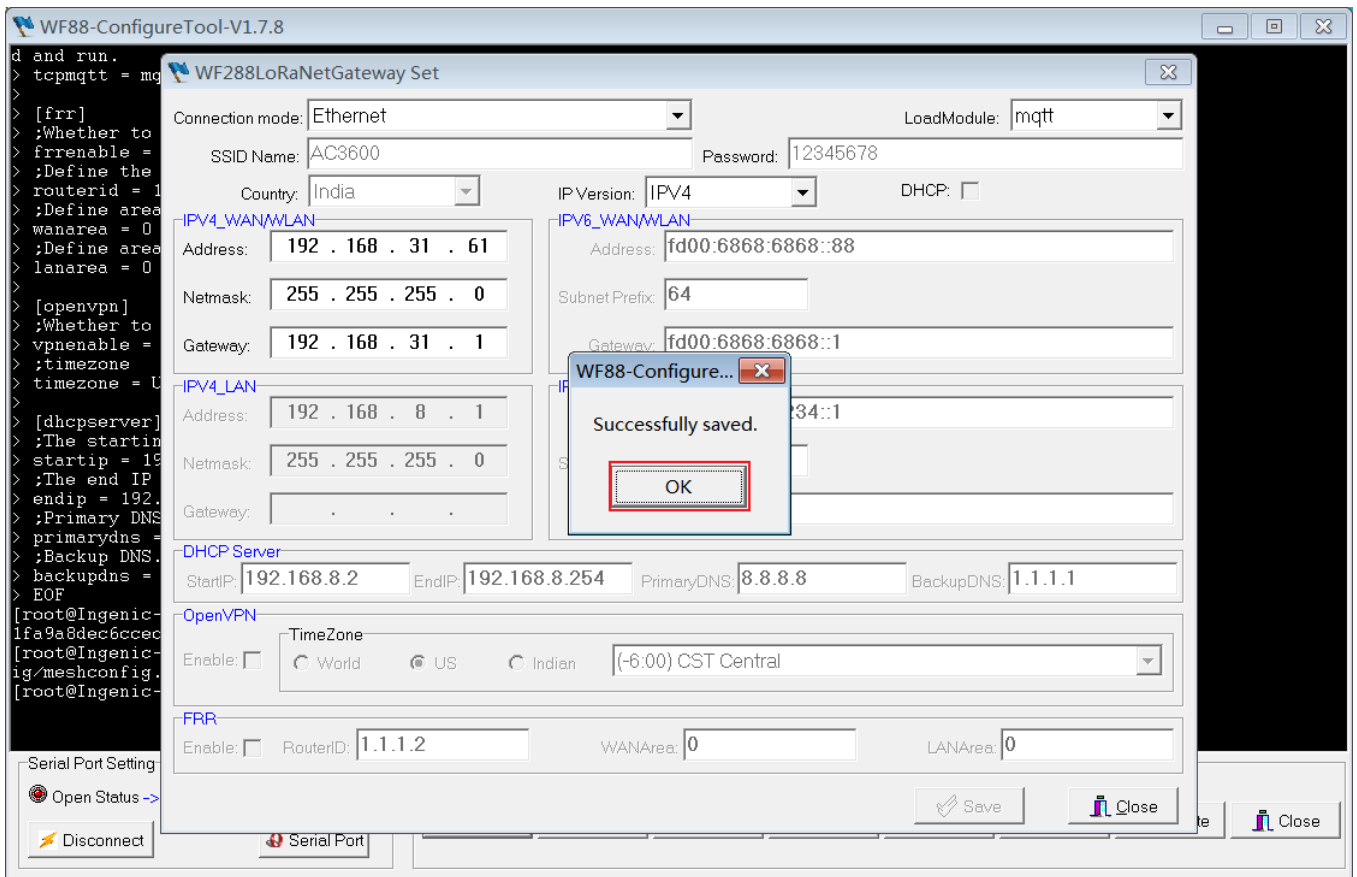 WF88-ConfigureTool-V1.7.8
d and run.
> tcpmqtt = mq
>
> [frr]
> ;Whether to
> frrenable =
> ;Define the
> routerid = 1
> ;Define area
> wanarea = 0
> ;Define area
> lanarea = 0
>
> [openvpn]
> ;Whether to
> vpnenable =
> ;timezone
> timezone = U
>
> [dhcpserver]
> ;The startin
> startip = 19
> ;The end IP
> endip = 192.
> ;Primary DNS
> primarydns =
> ;Backup DNS.
> backupdns =
> EOF
[root@Ingenic-
1fa9a8dec6ccec
[root@Ingenic-
ig/meshconfig.
[root@Ingenic-
WF288LoRaNetGateway Set
Connection mode: Ethernet LoadModule: mqtt
SSID Name: AC3600 Password: 12345678
Country: India IP Version: IPV4 DHCP:
IPV4_WAN/WLAN IPV6_WAN/WLAN
Address: 192 . 168 . 31 . 61 Address: fd00:6868:6868::88
Netmask: 255 . 255 . 255 . 0 Subnet Prefix: 64
Gateway: 192 . 168 . 31 . 1 Gateway: fd00:6868:6868::1
WF88-Configure...
Successfully saved.
OK
IPV4_LAN
Address: 192 . 168 . 8 . 1 234::1
Netmask: 255 . 255 . 255 . 0
Gateway: . . .
DHCP Server
StartIP: 192.168.8.2 EndIP: 192.168.8.254 PrimaryDNS: 8.8.8.8 BackupDNS: 1.1.1.1
OpenVPN
TimeZone
Enable: World US Indian (-6:00) CST Central
FRR
Enable: RouterID: 1.1.1.2 WANArea: 0 LANArea: 0
Save Close
Serial Port Setting
Open Status ->
Disconnect Serial Port te Close